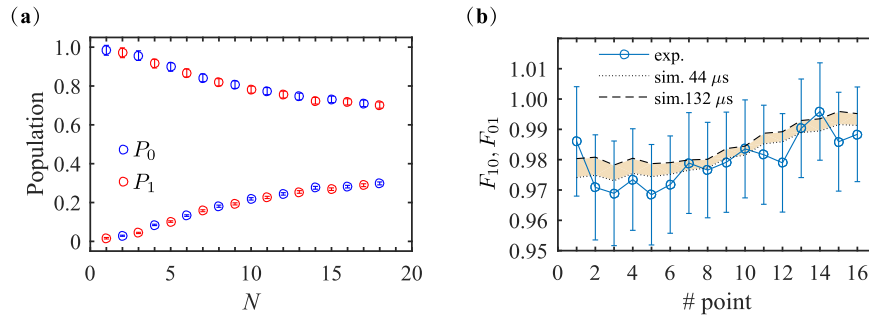 (a)
1.0
0.8
0.6
0.4
0.2
0
Population
P0
P1
0
5
10
15
20
N
(b)
1.02
1.01
1.00
0.99
0.98
0.97
0.96
0.95
F10, F01
exp.
sim. 44 μs
sim.132 μs
0
2
4
6
8
10
12
14
16
# point